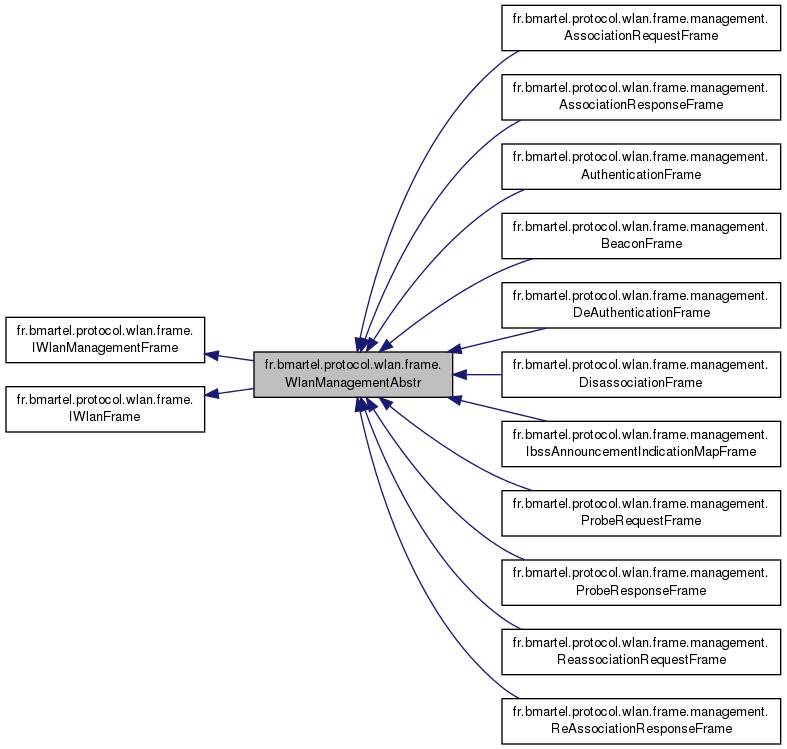 fr.bmartel.protocol.wlan.frame.
IWlanManagementFrame
fr.bmartel.protocol.wlan.frame.
IWlanFrame
fr.bmartel.protocol.wlan.frame.
WlanManagementAbstr
fr.bmartel.protocol.wlan.frame.management.
AssociationRequestFrame
fr.bmartel.protocol.wlan.frame.management.
AssociationResponseFrame
fr.bmartel.protocol.wlan.frame.management.
AuthenticationFrame
fr.bmartel.protocol.wlan.frame.management.
BeaconFrame
fr.bmartel.protocol.wlan.frame.management.
DeAuthenticationFrame
fr.bmartel.protocol.wlan.frame.management.
DisassociationFrame
fr.bmartel.protocol.wlan.frame.management.
IbssAnnouncementIndicationMapFrame
fr.bmartel.protocol.wlan.frame.management.
ProbeRequestFrame
fr.bmartel.protocol.wlan.frame.management.
ProbeResponseFrame
fr.bmartel.protocol.wlan.frame.management.
ReassociationRequestFrame
fr.bmartel.protocol.wlan.frame.management.
ReAssociationResponseFrame